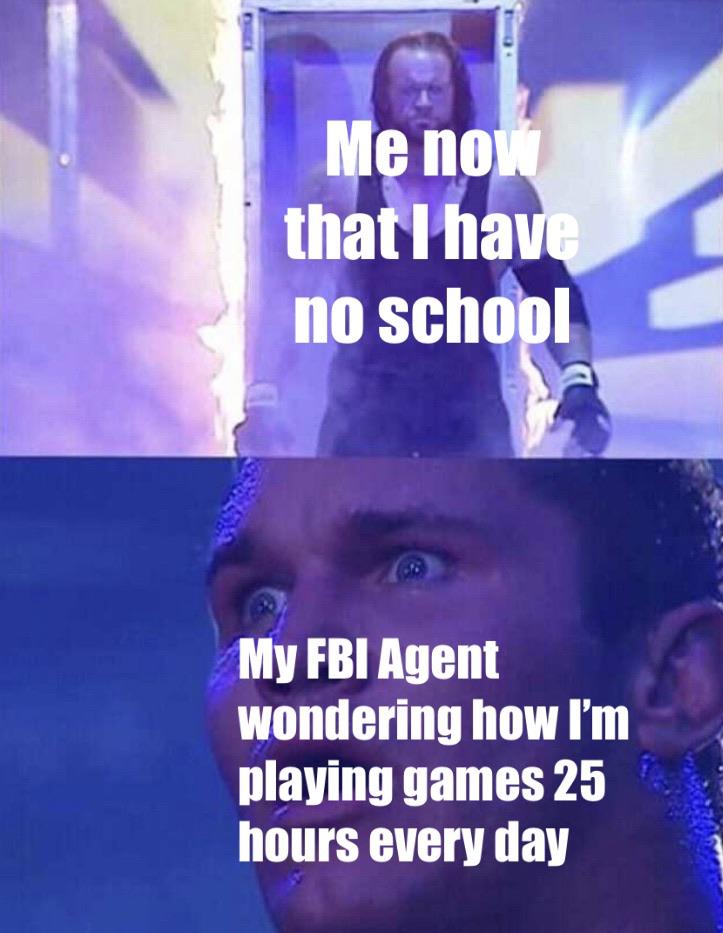 Me now
that I have
no school
My FBI Agent
wondering how I'm
playing games 25
hours every day